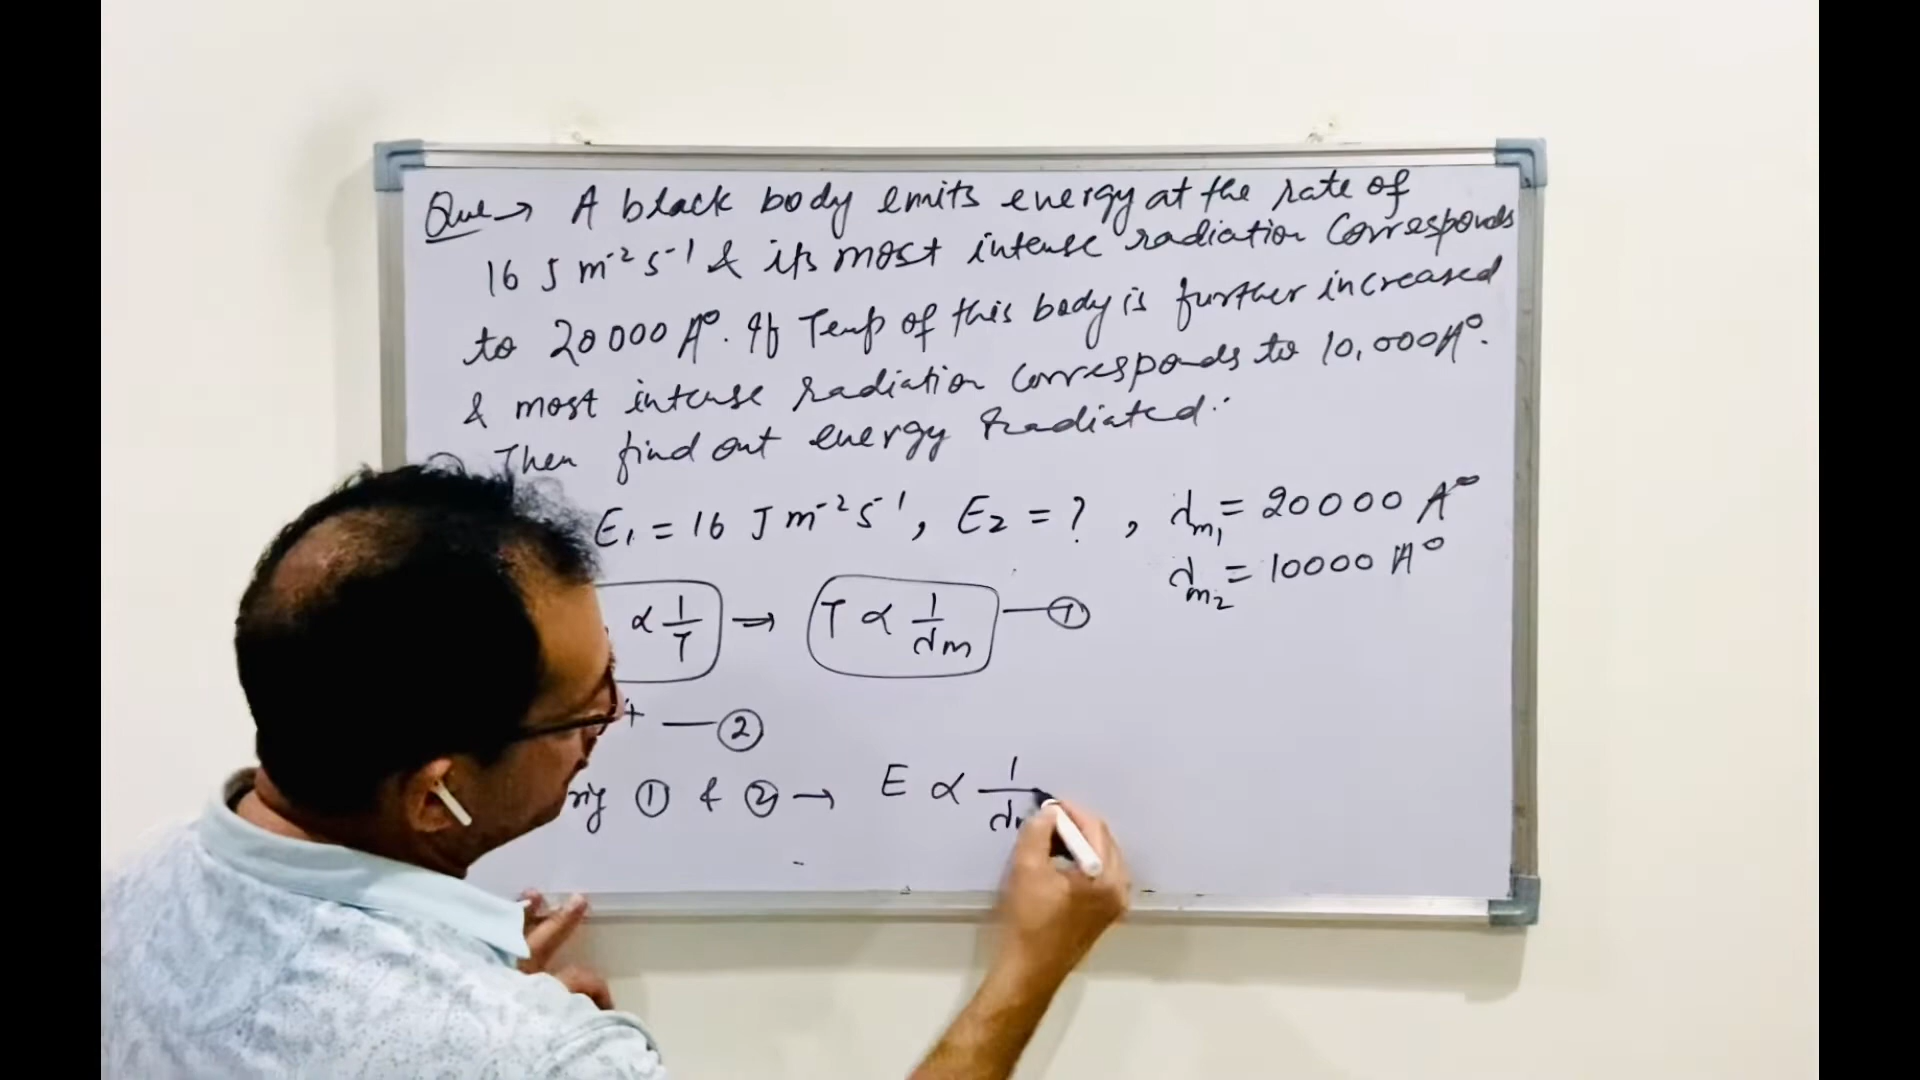 Que → A black body emits energy at the rate of
16 J m⁻² s⁻¹ & its most intense radiation corresponds
to 20000 A°. If Temp of this body is further increased
& most intense radiation corresponds to 10,000A°.
Then find out energy Rradiated.
E₁ = 16 J m⁻² s⁻¹, E₂ = ? , λm₁ = 20000 A°
λm₂ = 10000 A°
∝ 1/T ⇒ T ∝ 1/λm — ①
— ②
① & ② → E ∝ 1/λ